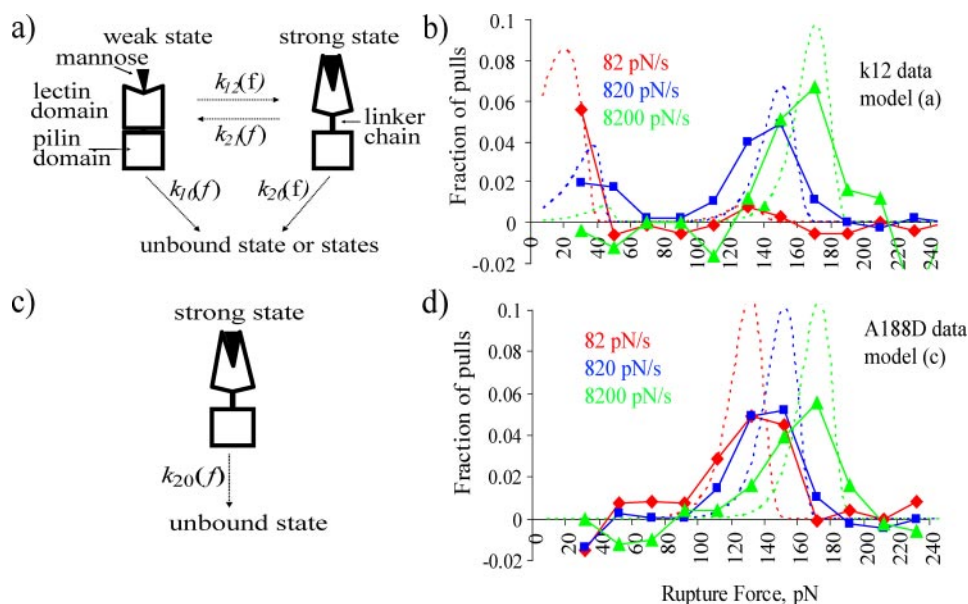 a)
weak state
strong state
mannose
lectin domain
pilin domain
k12(f)
k21(f)
linker chain
k10(f)
k20(f)
unbound state or states
b)
Fraction of pulls
0.1
0.08
0.06
0.04
0.02
0
-0.02
82 pN/s
820 pN/s
8200 pN/s
k12 data
model (a)
0 20 40 60 80 100 120 140 160 180 200 220 240
c)
strong state
k20(f)
unbound state
d)
Fraction of pulls
0.1
0.08
0.06
0.04
0.02
0
-0.02
82 pN/s
820 pN/s
8200 pN/s
A188D data
model (c)
0 20 40 60 80 100 120 140 160 180 200 220 240
Rupture Force, pN